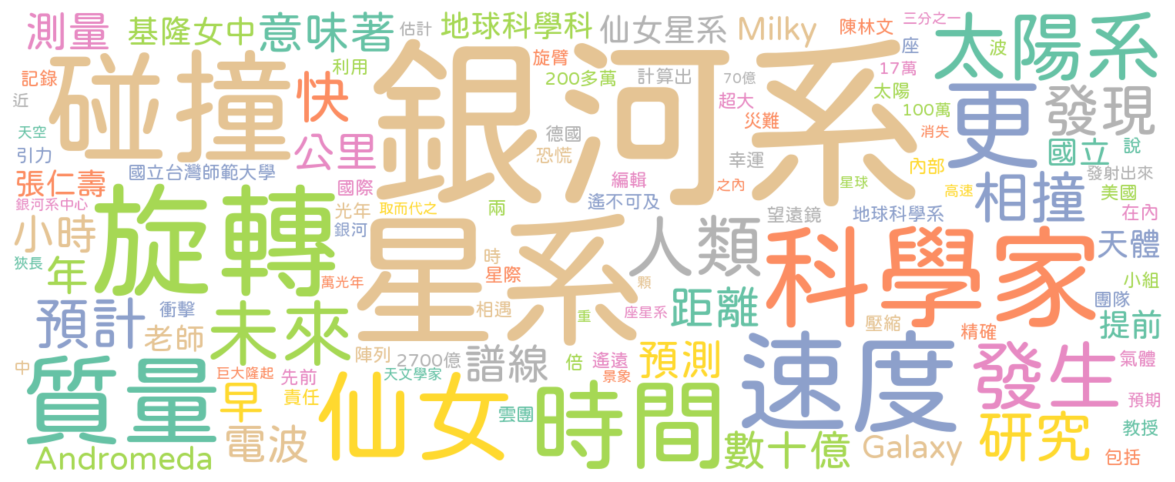 測量
基隆女中
意味著
估計
地球科學科
仙女星系
Milky
陳林文
三分之一
太陽系
記錄
利用
旋臂
200多萬
計算出
座
波
17萬
近
碰撞
快
銀河系
70億
超大
太陽
100萬
更
發現
天空
災難
消失
引力
公里
德國
恐慌
幸運
內部
國立
說
國立台灣師範大學
張仁壽
國際
編輯
之內
星球
高速
發射出來
美國
銀河系中心
光年
取而代之
兩
遙不可及
望遠鏡
地球科學系
相撞
在內
小時
旋轉
銀河
星系
時
人類
科學家
天體
狹長
年
萬光年
星際
顆
小組
預計
衝擊
未來
相遇
重
座星系
距離
壓縮
團隊
提前
老師
精確
中
質量
巨大隆起
先前
陣列
2700億
天文學家
譜線
倍
遙遠
景象
預測
速度
發生
氣體
預期
早
責任
仙女
雲團
時間
教授
Andromeda
電波
數十億
Galaxy
研究
包括